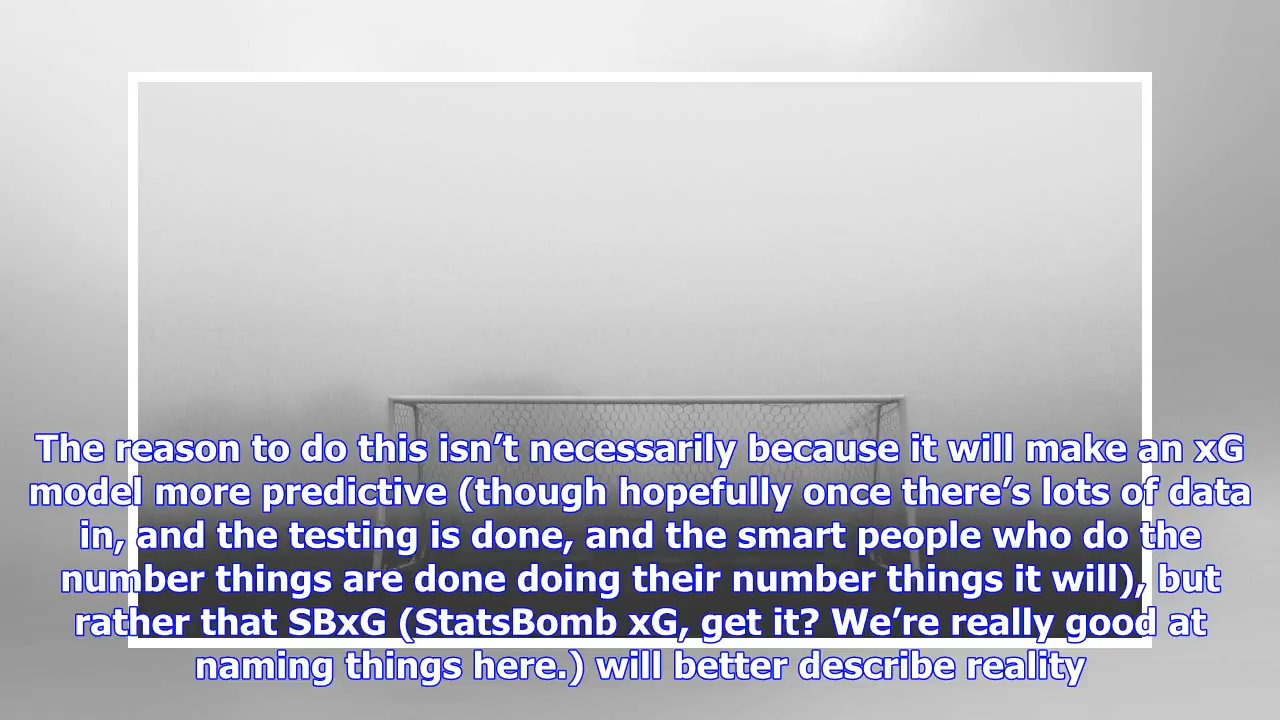 The reason to do this isn’t necessarily because it will make an xG
model more predictive (though hopefully once there’s lots of data
in, and the testing is done, and the smart people who do the
number things are done doing their number things it will), but
rather that SBxG (StatsBomb xG, get it? We’re really good at
naming things here.) will better describe reality